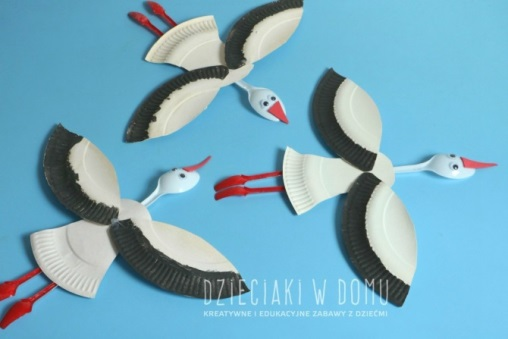 DZIECIAKI W DOMU
KREATYWNE I EDUKACYJNE ZABAWY Z DZIEĆMI